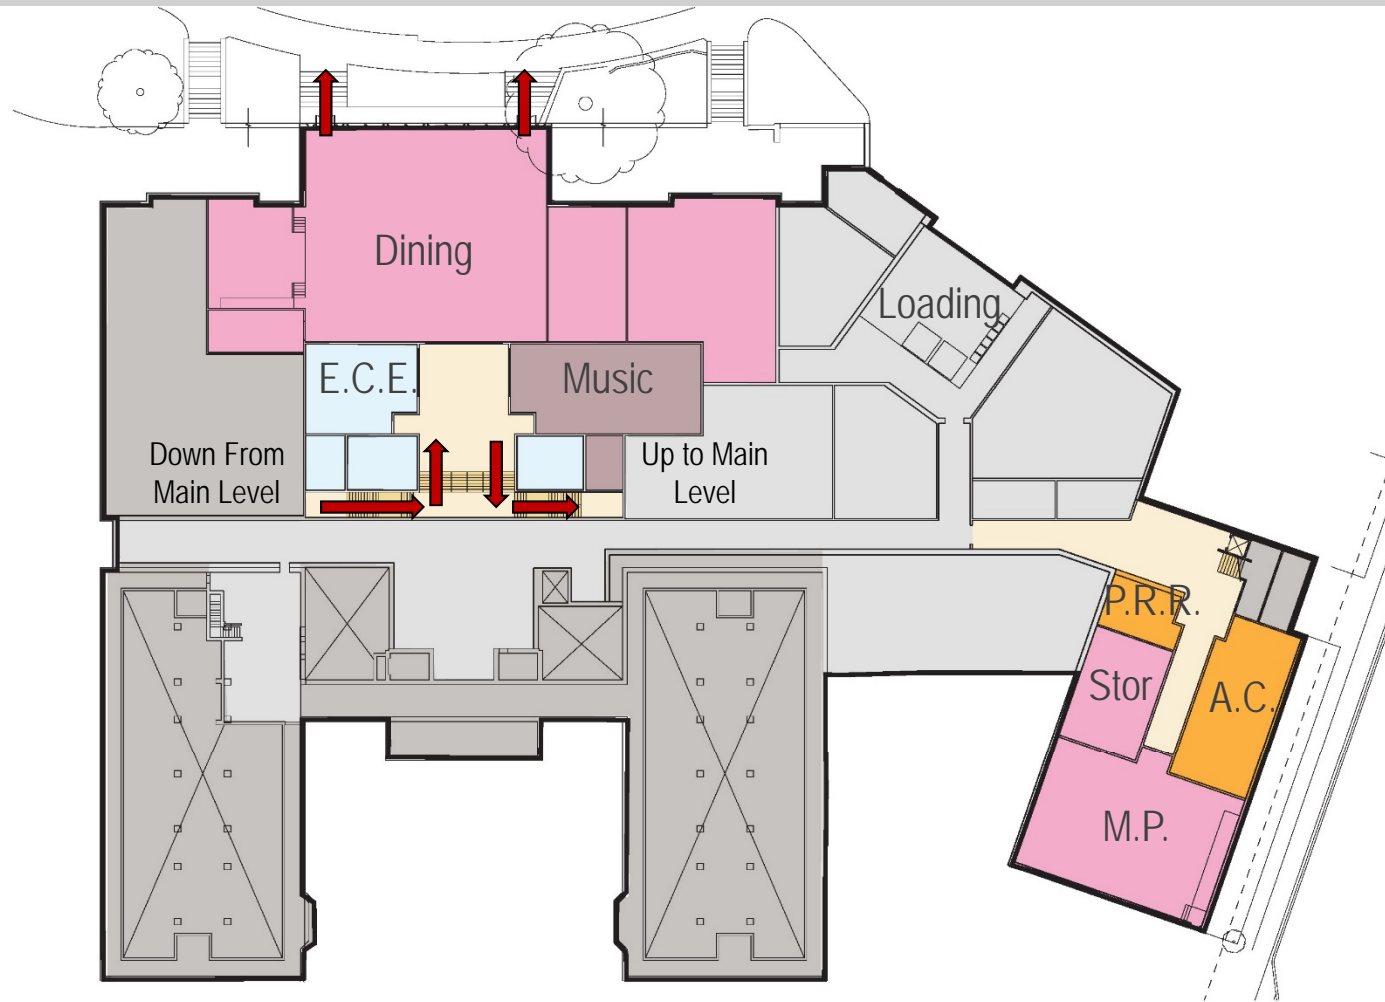 Dining
Loading
E.C.E.
Music
Down From
Main Level
Up to Main
Level
P.R.R.
Stor
A.C.
M.P.